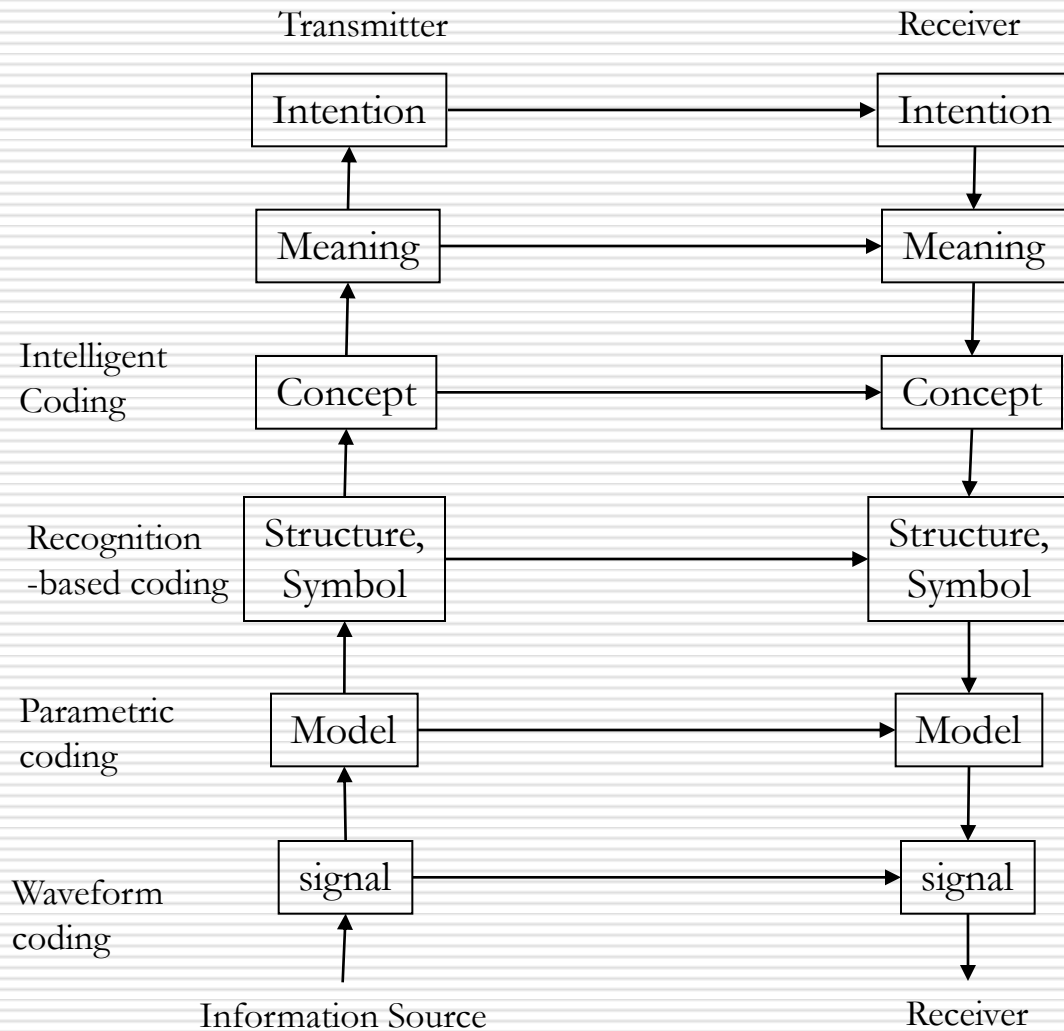 Transmitter
Receiver
Intention
Intention
Meaning
Meaning
Intelligent
Coding
Concept
Concept
Recognition
-based coding
Structure,
Symbol
Structure,
Symbol
Parametric
coding
Model
Model
Waveform
coding
signal
signal
Information Source
Receiver